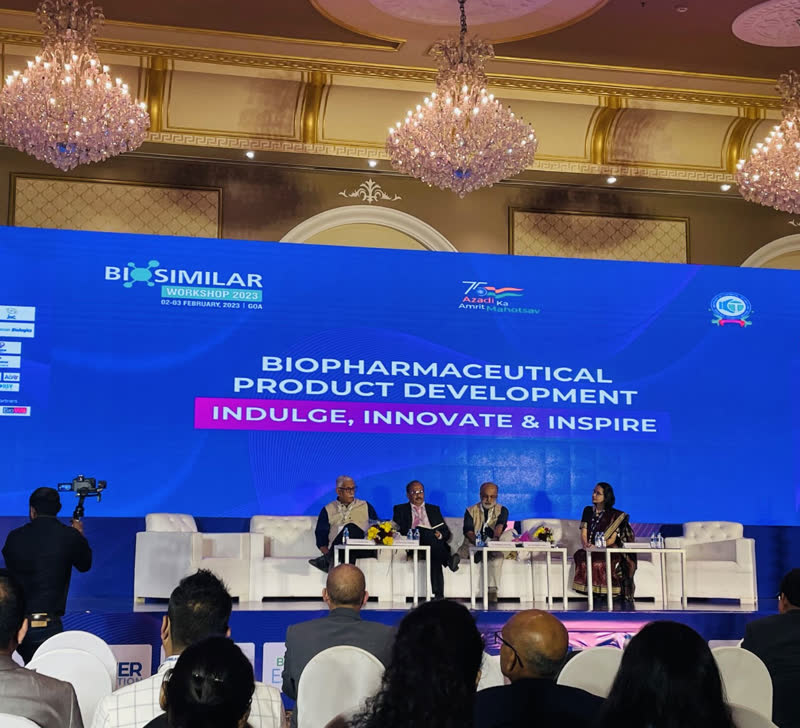 BIOSIMILAR
WORKSHOP 2023
02-03 FEBRUARY, 2023 | GOA
75
Azadi Ka
Amrit Mahotsav
BIOPHARMACEUTICAL
PRODUCT DEVELOPMENT
INDULGE, INNOVATE & INSPIRE